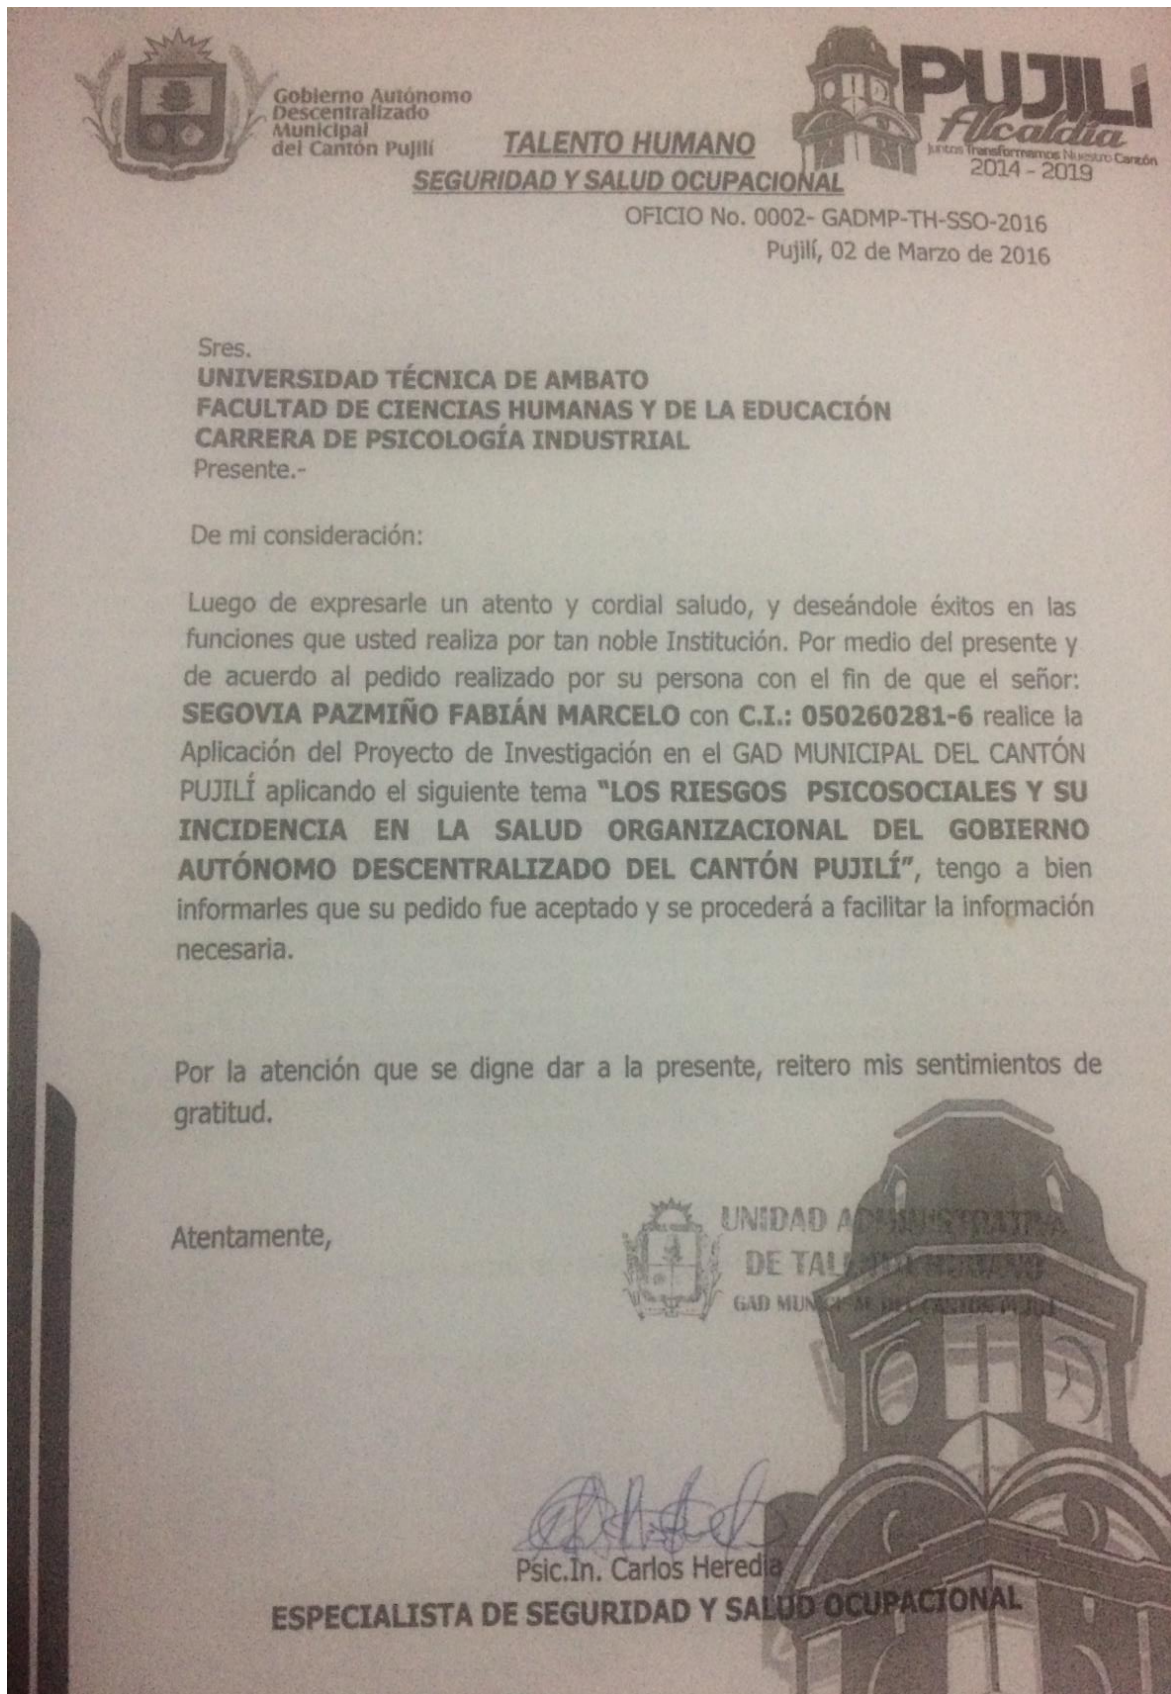 Gobierno Autónomo
Descentralizado
Municipal
del Cantón Pujilí
PUJILí
Alcaldía
Juntos Transformamos Nuestro Cantón
2014 - 2019
TALENTO HUMANO
SEGURIDAD Y SALUD OCUPACIONAL
OFICIO No. 0002- GADMP-TH-SSO-2016
Pujilí, 02 de Marzo de 2016
Sres.
UNIVERSIDAD TÉCNICA DE AMBATO
FACULTAD DE CIENCIAS HUMANAS Y DE LA EDUCACIÓN
CARRERA DE PSICOLOGÍA INDUSTRIAL
Presente.-
De mi consideración:
Luego de expresarle un atento y cordial saludo, y deseándole éxitos en las
funciones que usted realiza por tan noble Institución. Por medio del presente y
de acuerdo al pedido realizado por su persona con el fin de que el señor:
SEGOVIA PAZMIÑO FABIÁN MARCELO con C.I.: 050260281-6 realice la
Aplicación del Proyecto de Investigación en el GAD MUNICIPAL DEL CANTÓN
PUJILÍ aplicando el siguiente tema "LOS RIESGOS PSICOSOCIALES Y SU
INCIDENCIA EN LA SALUD ORGANIZACIONAL DEL GOBIERNO
AUTÓNOMO DESCENTRALIZADO DEL CANTÓN PUJILÍ", tengo a bien
informarles que su pedido fue aceptado y se procederá a facilitar la información
necesaria.
Por la atención que se digne dar a la presente, reitero mis sentimientos de
gratitud.
Atentamente,
UNIDAD ADMINISTRATIVA
DE TALENTO HUMANO
GAD MUNICIPAL DEL CANTON PUJILI
Psic.In. Carlos Heredia
ESPECIALISTA DE SEGURIDAD Y SALUD OCUPACIONAL